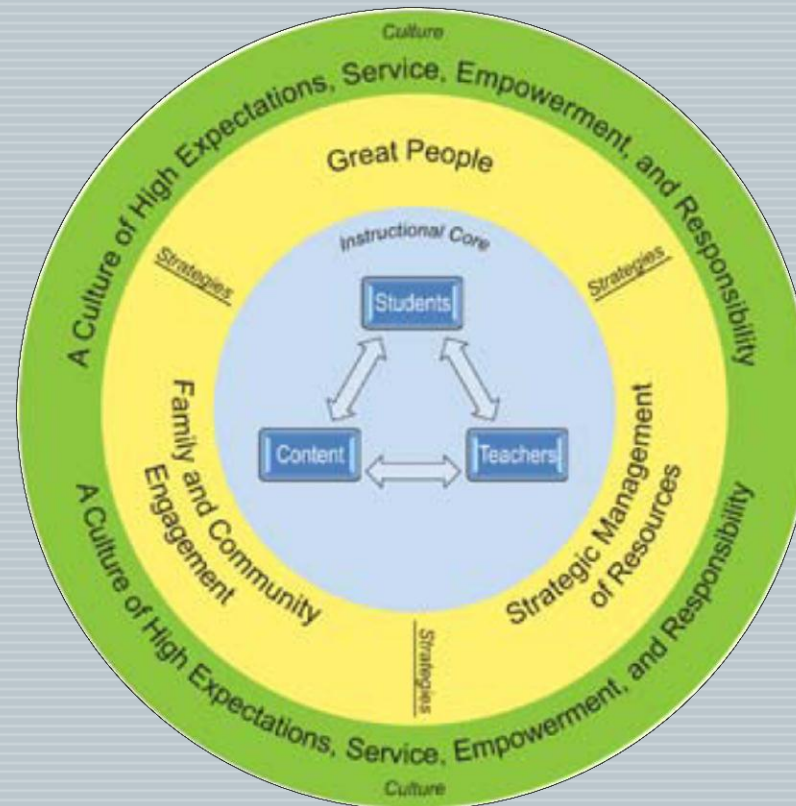 Culture
A Culture of High Expectations, Service, Empowerment, and Responsibility
Great People
Strategies
Strategies
Instructional Core
Students
Content
Teachers
Family and Community
Engagement
Strategic Management
of Resources
Strategies
A Culture of High Expectations, Service, Empowerment, and Responsibility
Culture